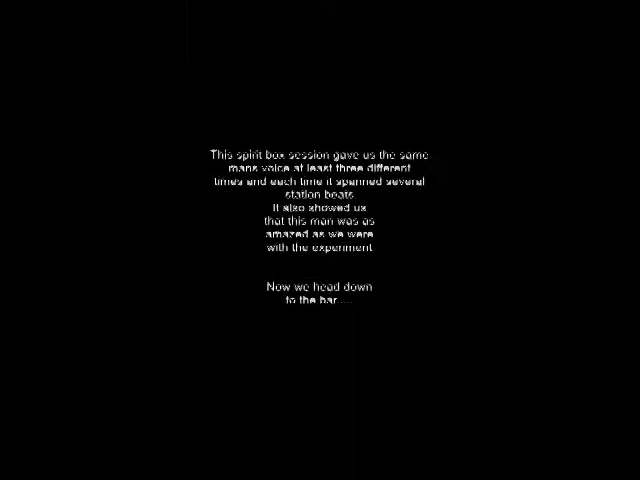 This spirit box session gave us the same
mans voice at least three different
times and each time it spanned several
station beats
It also showed us
that this man was as
amazed as we were
with the experiment
Now we head down
to the bar.....